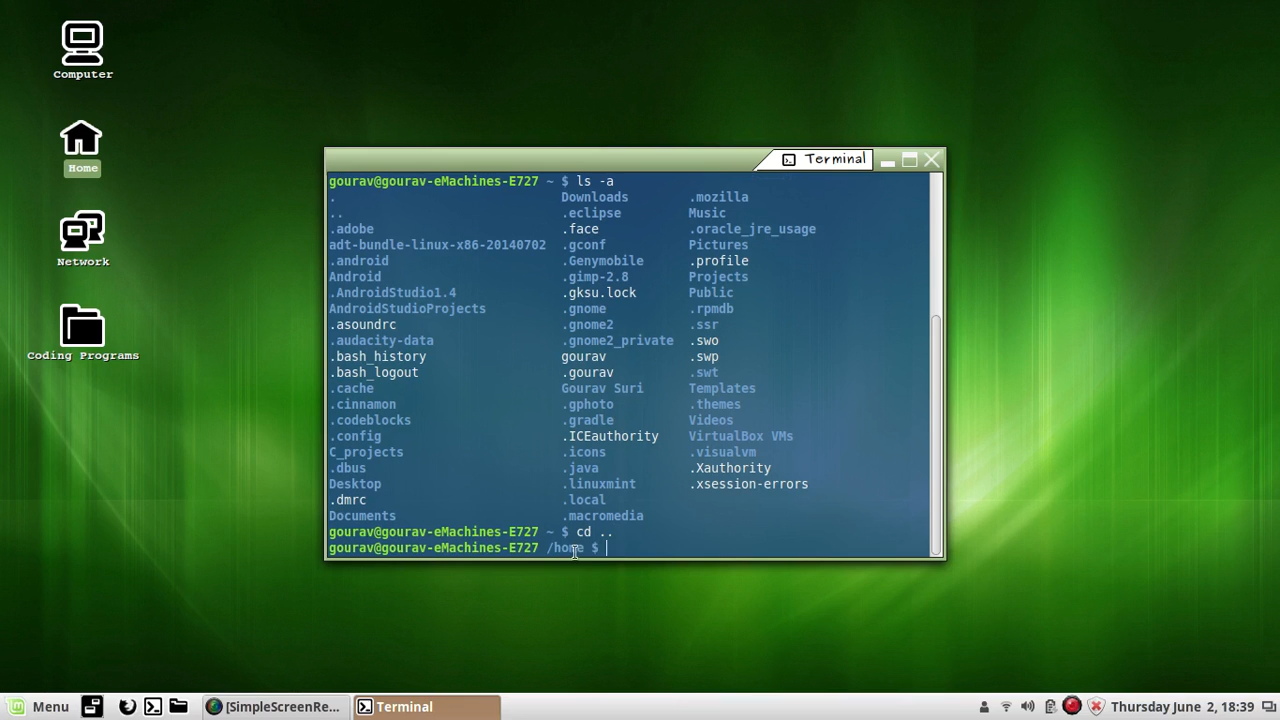 Computer
Home
Network
Coding Programs
Terminal
gourav@gourav-eMachines-E727 ~ $ ls -a
. Downloads .mozilla
.. .eclipse Music
.adobe .face .oracle_jre_usage
adt-bundle-linux-x86-20140702 .gconf Pictures
.android .Genymobile .profile
Android .gimp-2.8 Projects
.AndroidStudio1.4 .gksu.lock Public
AndroidStudioProjects .gnome .rpmdb
.asoundrc .gnome2 .ssr
.audacity-data .gnome2_private .swo
.bash_history gourav .swp
.bash_logout .gourav .swt
.cache Gourav Suri Templates
.cinnamon .gphoto .themes
.codeblocks .gradle Videos
.config .ICEauthority VirtualBox VMs
C_projects .icons .visualvm
.dbus .java .Xauthority
Desktop .linuxmint .xsession-errors
.dmrc .local
Documents .macromedia
gourav@gourav-eMachines-E727 ~ $ cd ..
gourav@gourav-eMachines-E727 /home $
Menu [SimpleScreenRe... Terminal Thursday June 2, 18:39